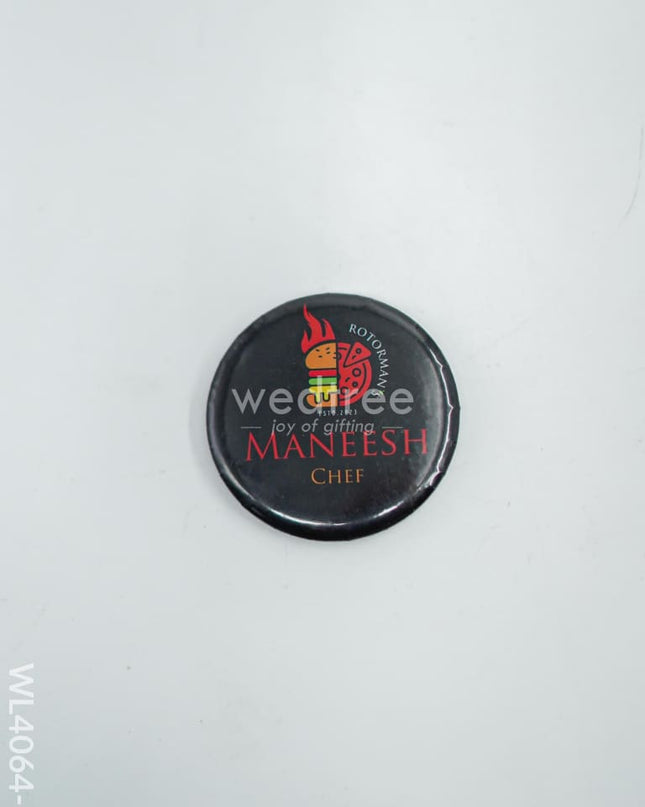 ROTORMAN'S
ESTD.2023
wedtree
joy of gifting
MANEESH
CHEF
WL4064-